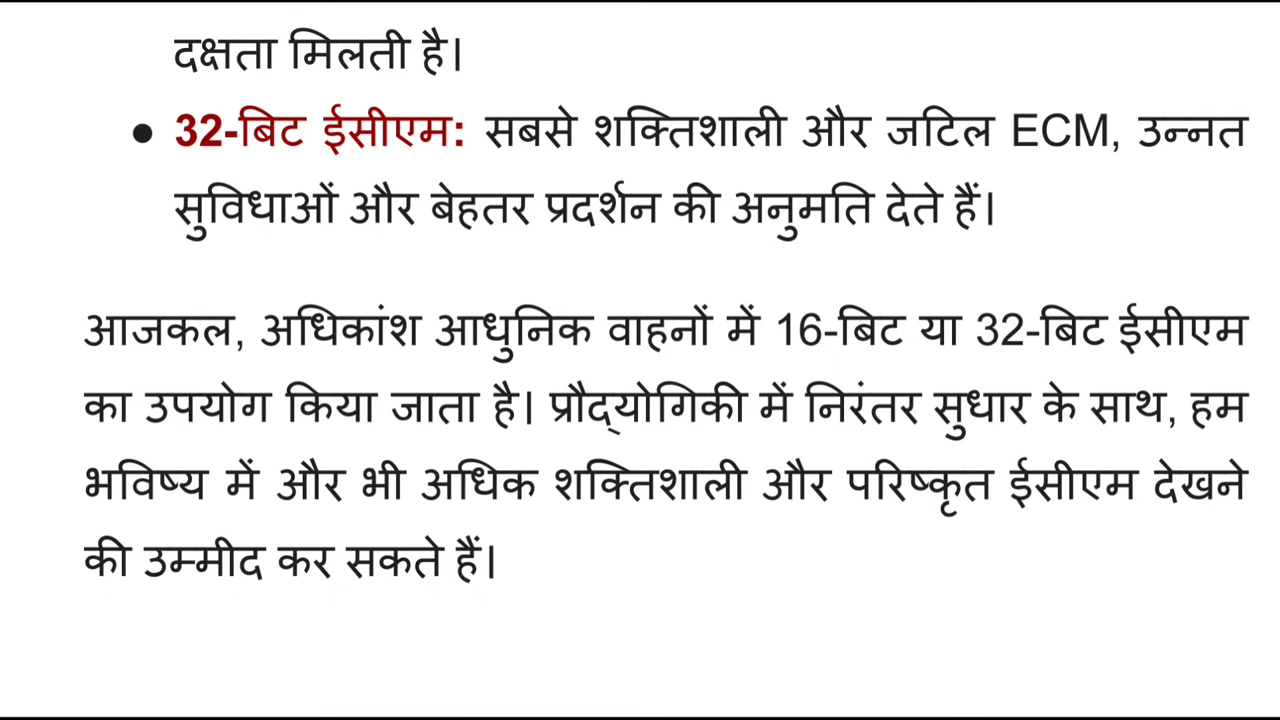 दक्षता मिलती है।
● 32-बिट ईसीएम: सबसे शक्तिशाली और जटिल ECM, उन्नत
सुविधाओं और बेहतर प्रदर्शन की अनुमति देते हैं।
आजकल, अधिकांश आधुनिक वाहनों में 16-बिट या 32-बिट ईसीएम
का उपयोग किया जाता है। प्रौद्योगिकी में निरंतर सुधार के साथ, हम
भविष्य में और भी अधिक शक्तिशाली और परिष्कृत ईसीएम देखने
की उम्मीद कर सकते हैं।